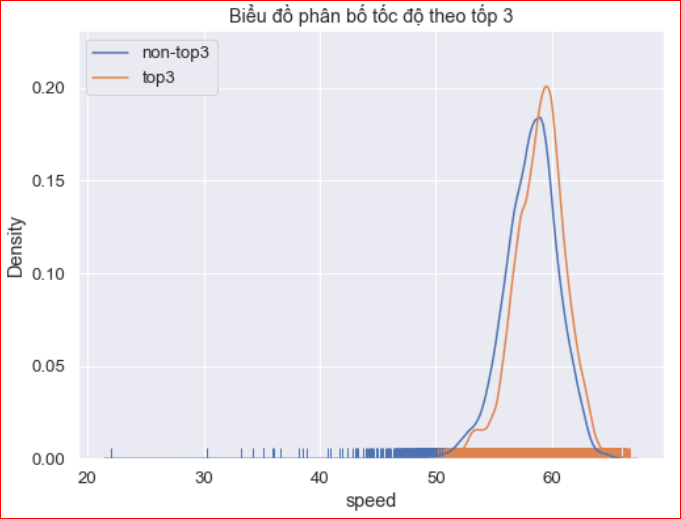 Biểu đồ phân bố tốc độ theo tốp 3
non-top3
top3
0.20
0.15
0.10
0.05
0.00
Density
20 30 40 50 60
speed